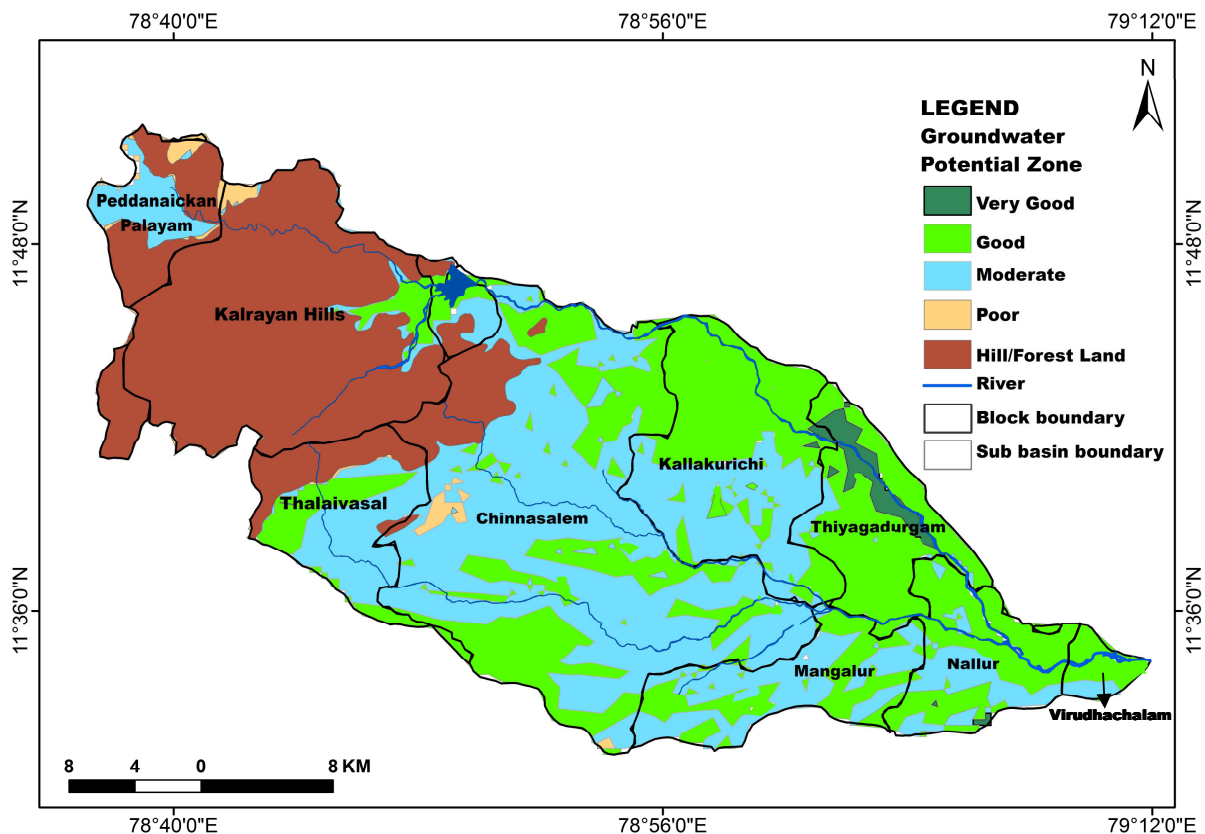 78°40'0"E 78°56'0"E 79°12'0"E
N
LEGEND
Groundwater
Potential Zone
Very Good
Good
Moderate
Poor
Hill/Forest Land
River
Block boundary
Sub basin boundary
11°48'0"N
11°48'0"N
11°36'0"N
11°36'0"N
Peddanaickan
Palayam
Kalrayan Hills
Kallakurichi
Thalaivasal
Chinnasalem
Thiyagadurgam
Mangalur
Nallur
Virudhachalam
8 4 0 8 KM
78°40'0"E 78°56'0"E 79°12'0"E